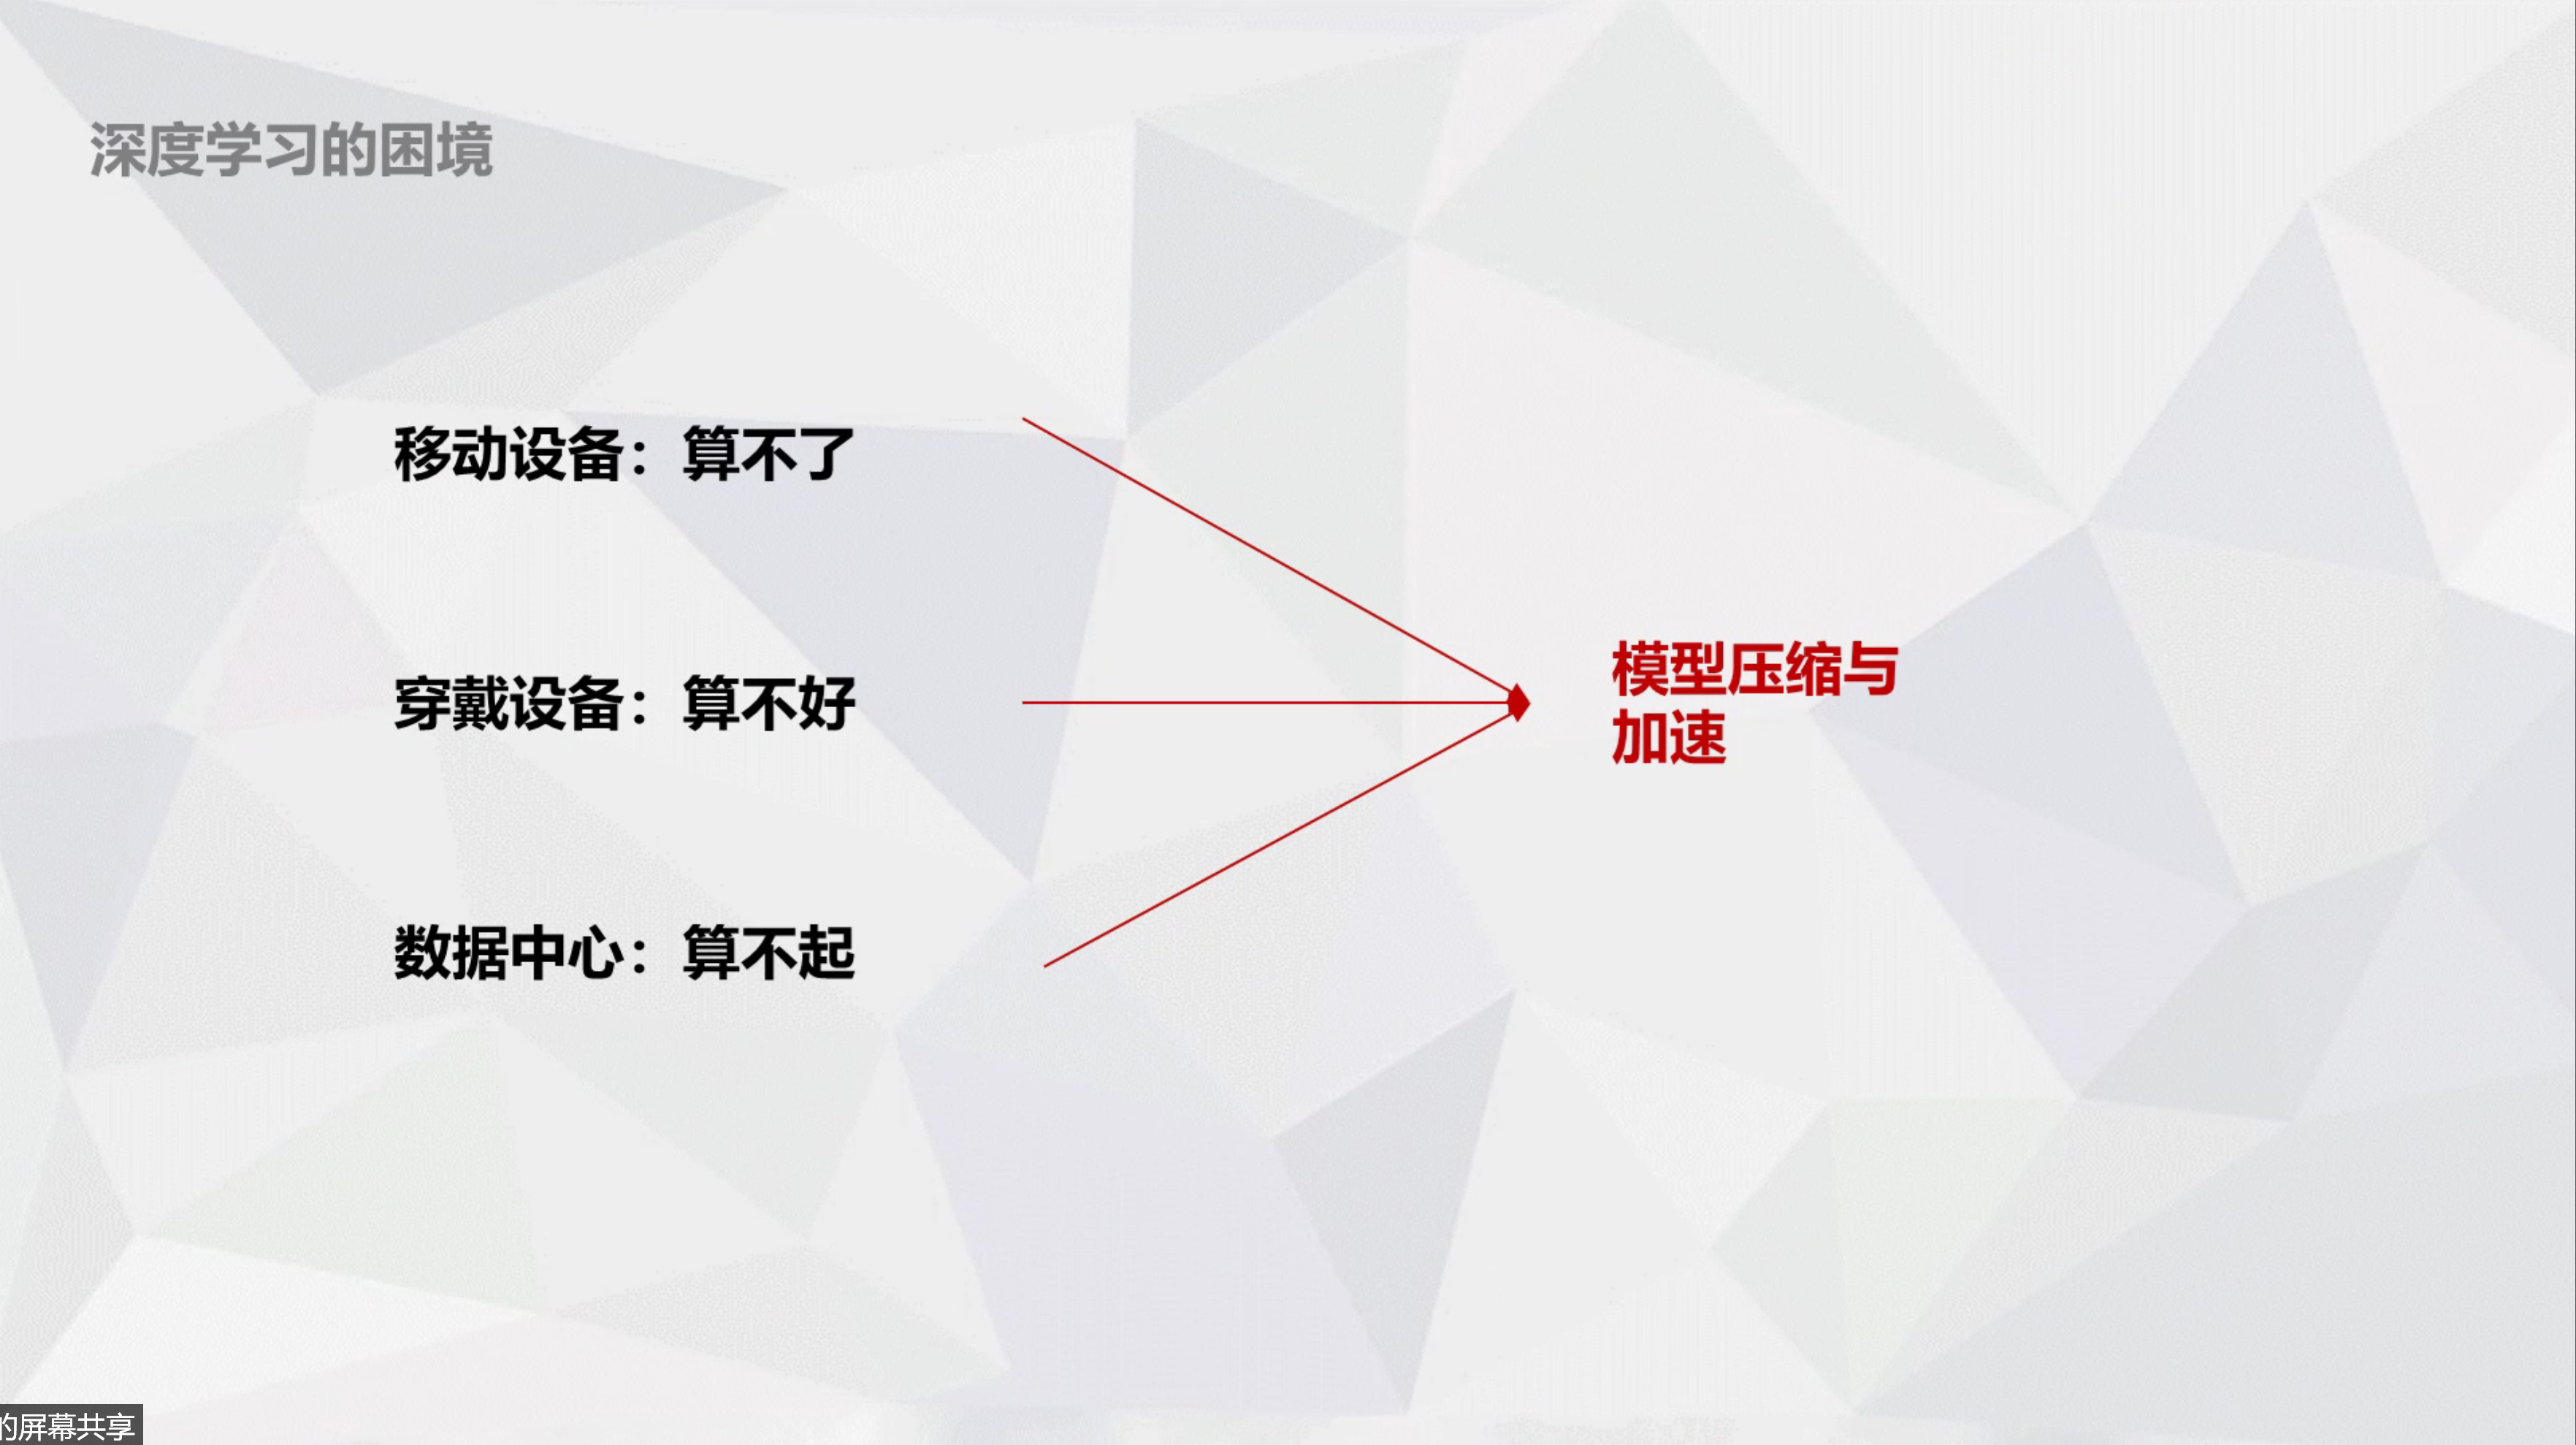 深度学习的困境
移动设备：算不了
穿戴设备：算不好
数据中心：算不起
模型压缩与
加速
的屏幕共享